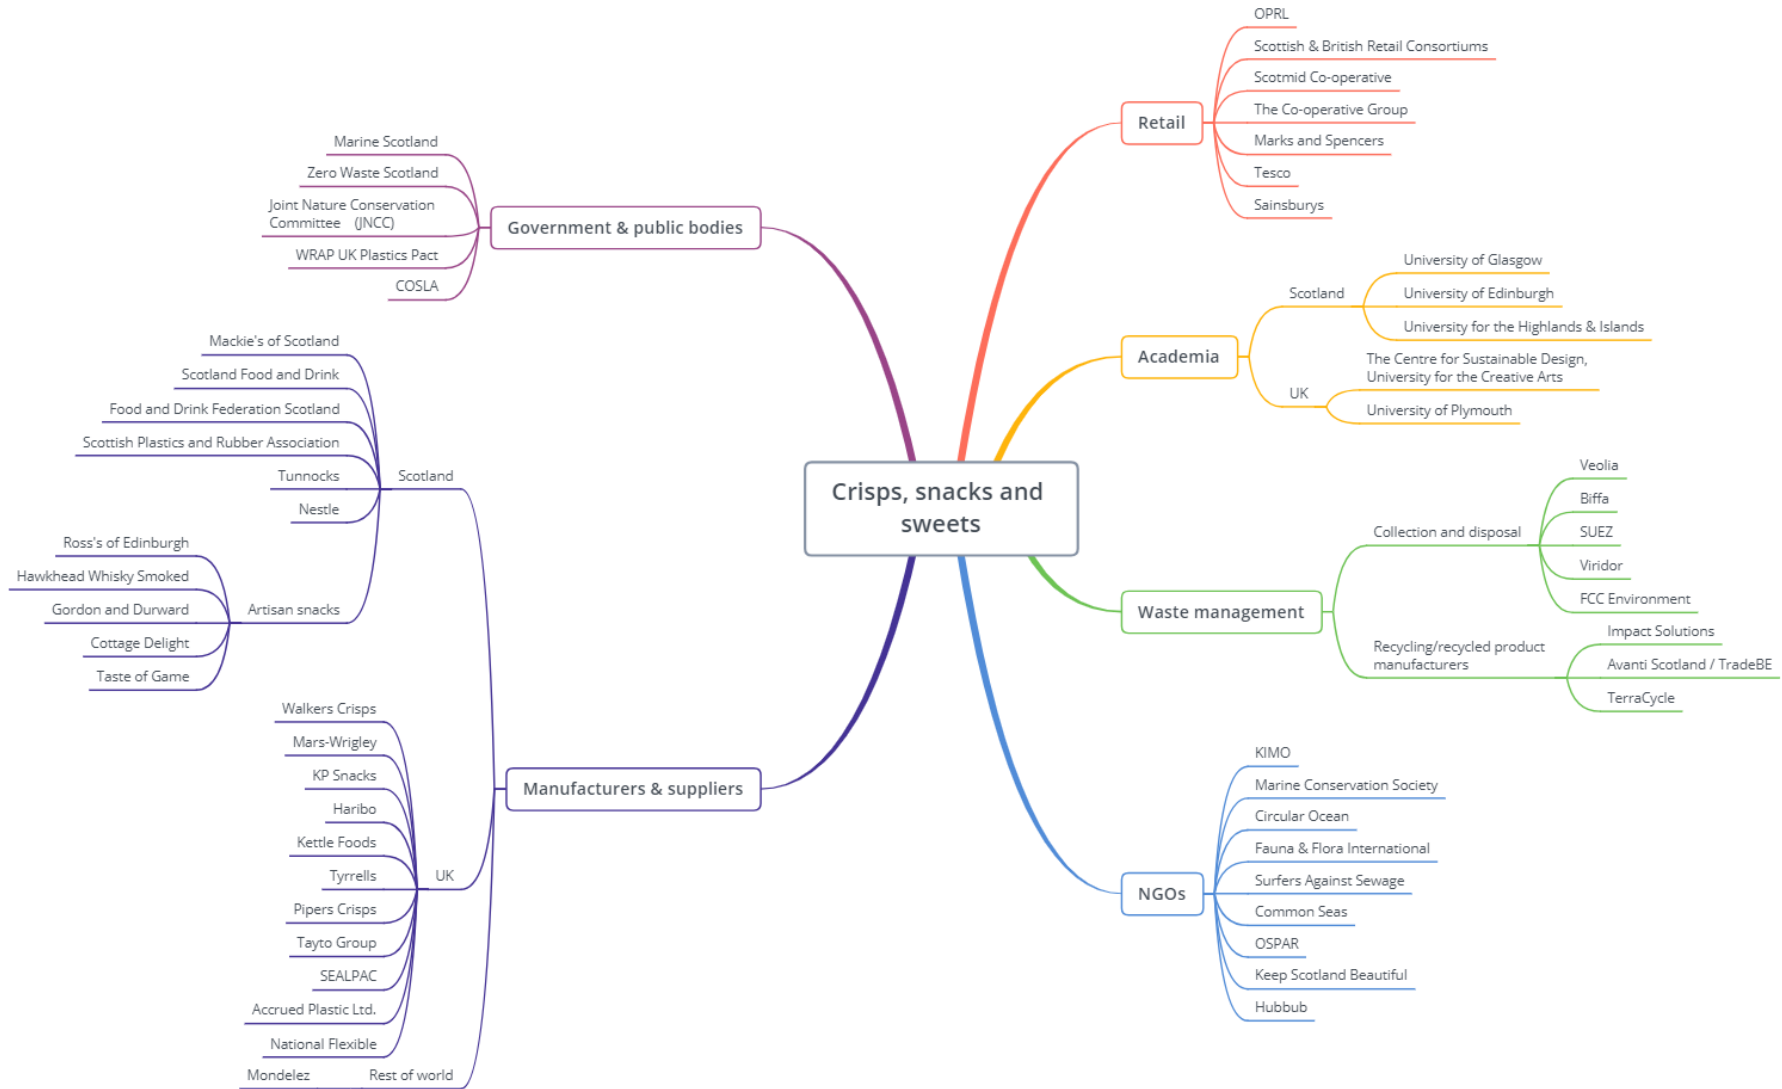 Crisps, snacks and
sweets
Government & public bodies
Marine Scotland
Zero Waste Scotland
Joint Nature Conservation
Committee (JNCC)
WRAP UK Plastics Pact
COSLA
Manufacturers & suppliers
Scotland
Mackie's of Scotland
Scotland Food and Drink
Food and Drink Federation Scotland
Scottish Plastics and Rubber Association
Tunnocks
Nestle
Artisan snacks
Ross's of Edinburgh
Hawkhead Whisky Smoked
Gordon and Durward
Cottage Delight
Taste of Game
UK
Walkers Crisps
Mars-Wrigley
KP Snacks
Haribo
Kettle Foods
Tyrrells
Pipers Crisps
Tayto Group
SEALPAC
Accrued Plastic Ltd.
National Flexible
Rest of world
Mondelez
Retail
OPRL
Scottish & British Retail Consortiums
Scotmid Co-operative
The Co-operative Group
Marks and Spencers
Tesco
Sainsburys
Academia
Scotland
University of Glasgow
University of Edinburgh
University for the Highlands & Islands
UK
The Centre for Sustainable Design,
University for the Creative Arts
University of Plymouth
Waste management
Collection and disposal
Veolia
Biffa
SUEZ
Viridor
FCC Environment
Recycling/recycled product
manufacturers
Impact Solutions
Avanti Scotland / TradeBE
TerraCycle
NGOs
KIMO
Marine Conservation Society
Circular Ocean
Fauna & Flora International
Surfers Against Sewage
Common Seas
OSPAR
Keep Scotland Beautiful
Hubbub